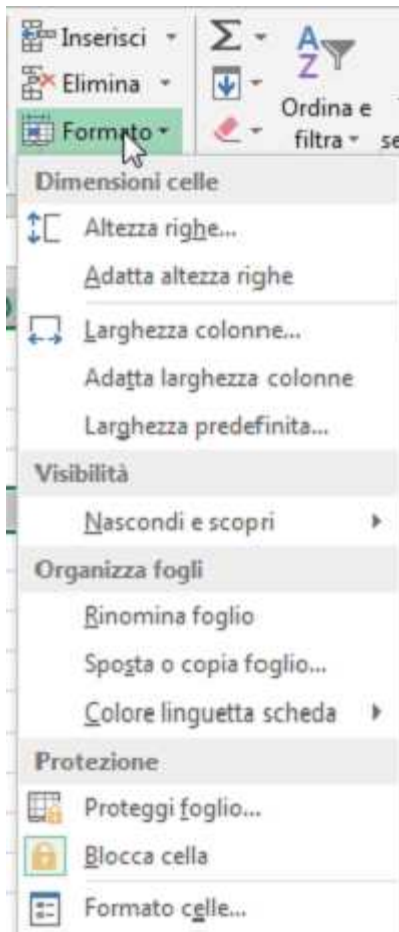 Inserisci
Elimina
Formato
Σ
A
Z
Ordina e
filtra
se
Dimensioni celle
Altezza righe...
Adatta altezza righe
Larghezza colonne...
Adatta larghezza colonne
Larghezza predefinita...
Visibilità
Nascondi e scopri
Organizza fogli
Rinomina foglio
Sposta o copia foglio...
Colore linguetta scheda
Protezione
Proteggi foglio...
Blocca cella
Formato celle...